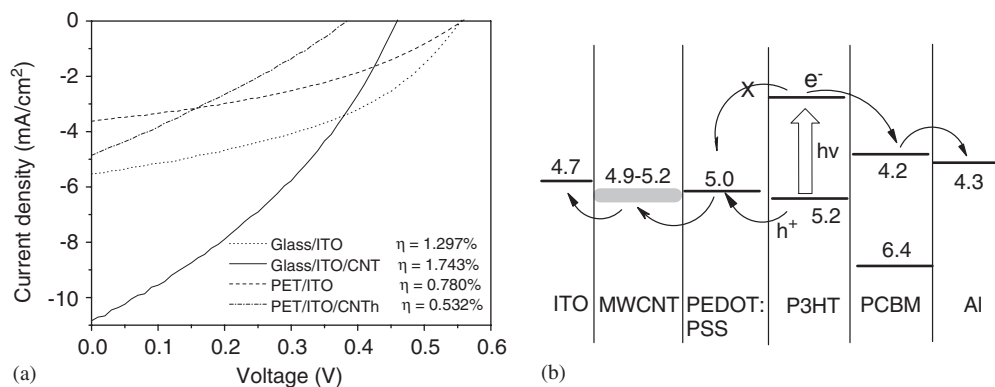 0
-2
-4
-6
-8
-10
Current density (mA/cm²)
Glass/ITO η = 1.297%
Glass/ITO/CNT η = 1.743%
PET/ITO η = 0.780%
PET/ITO/CNTh η = 0.532%
0.0 0.1 0.2 0.3 0.4 0.5 0.6
Voltage (V)
(a)
X e⁻
hν
4.7 4.9-5.2 5.0 4.2
4.3
h⁺ 5.2
6.4
ITO MWCNT PEDOT: P3HT PCBM Al
PSS
(b)